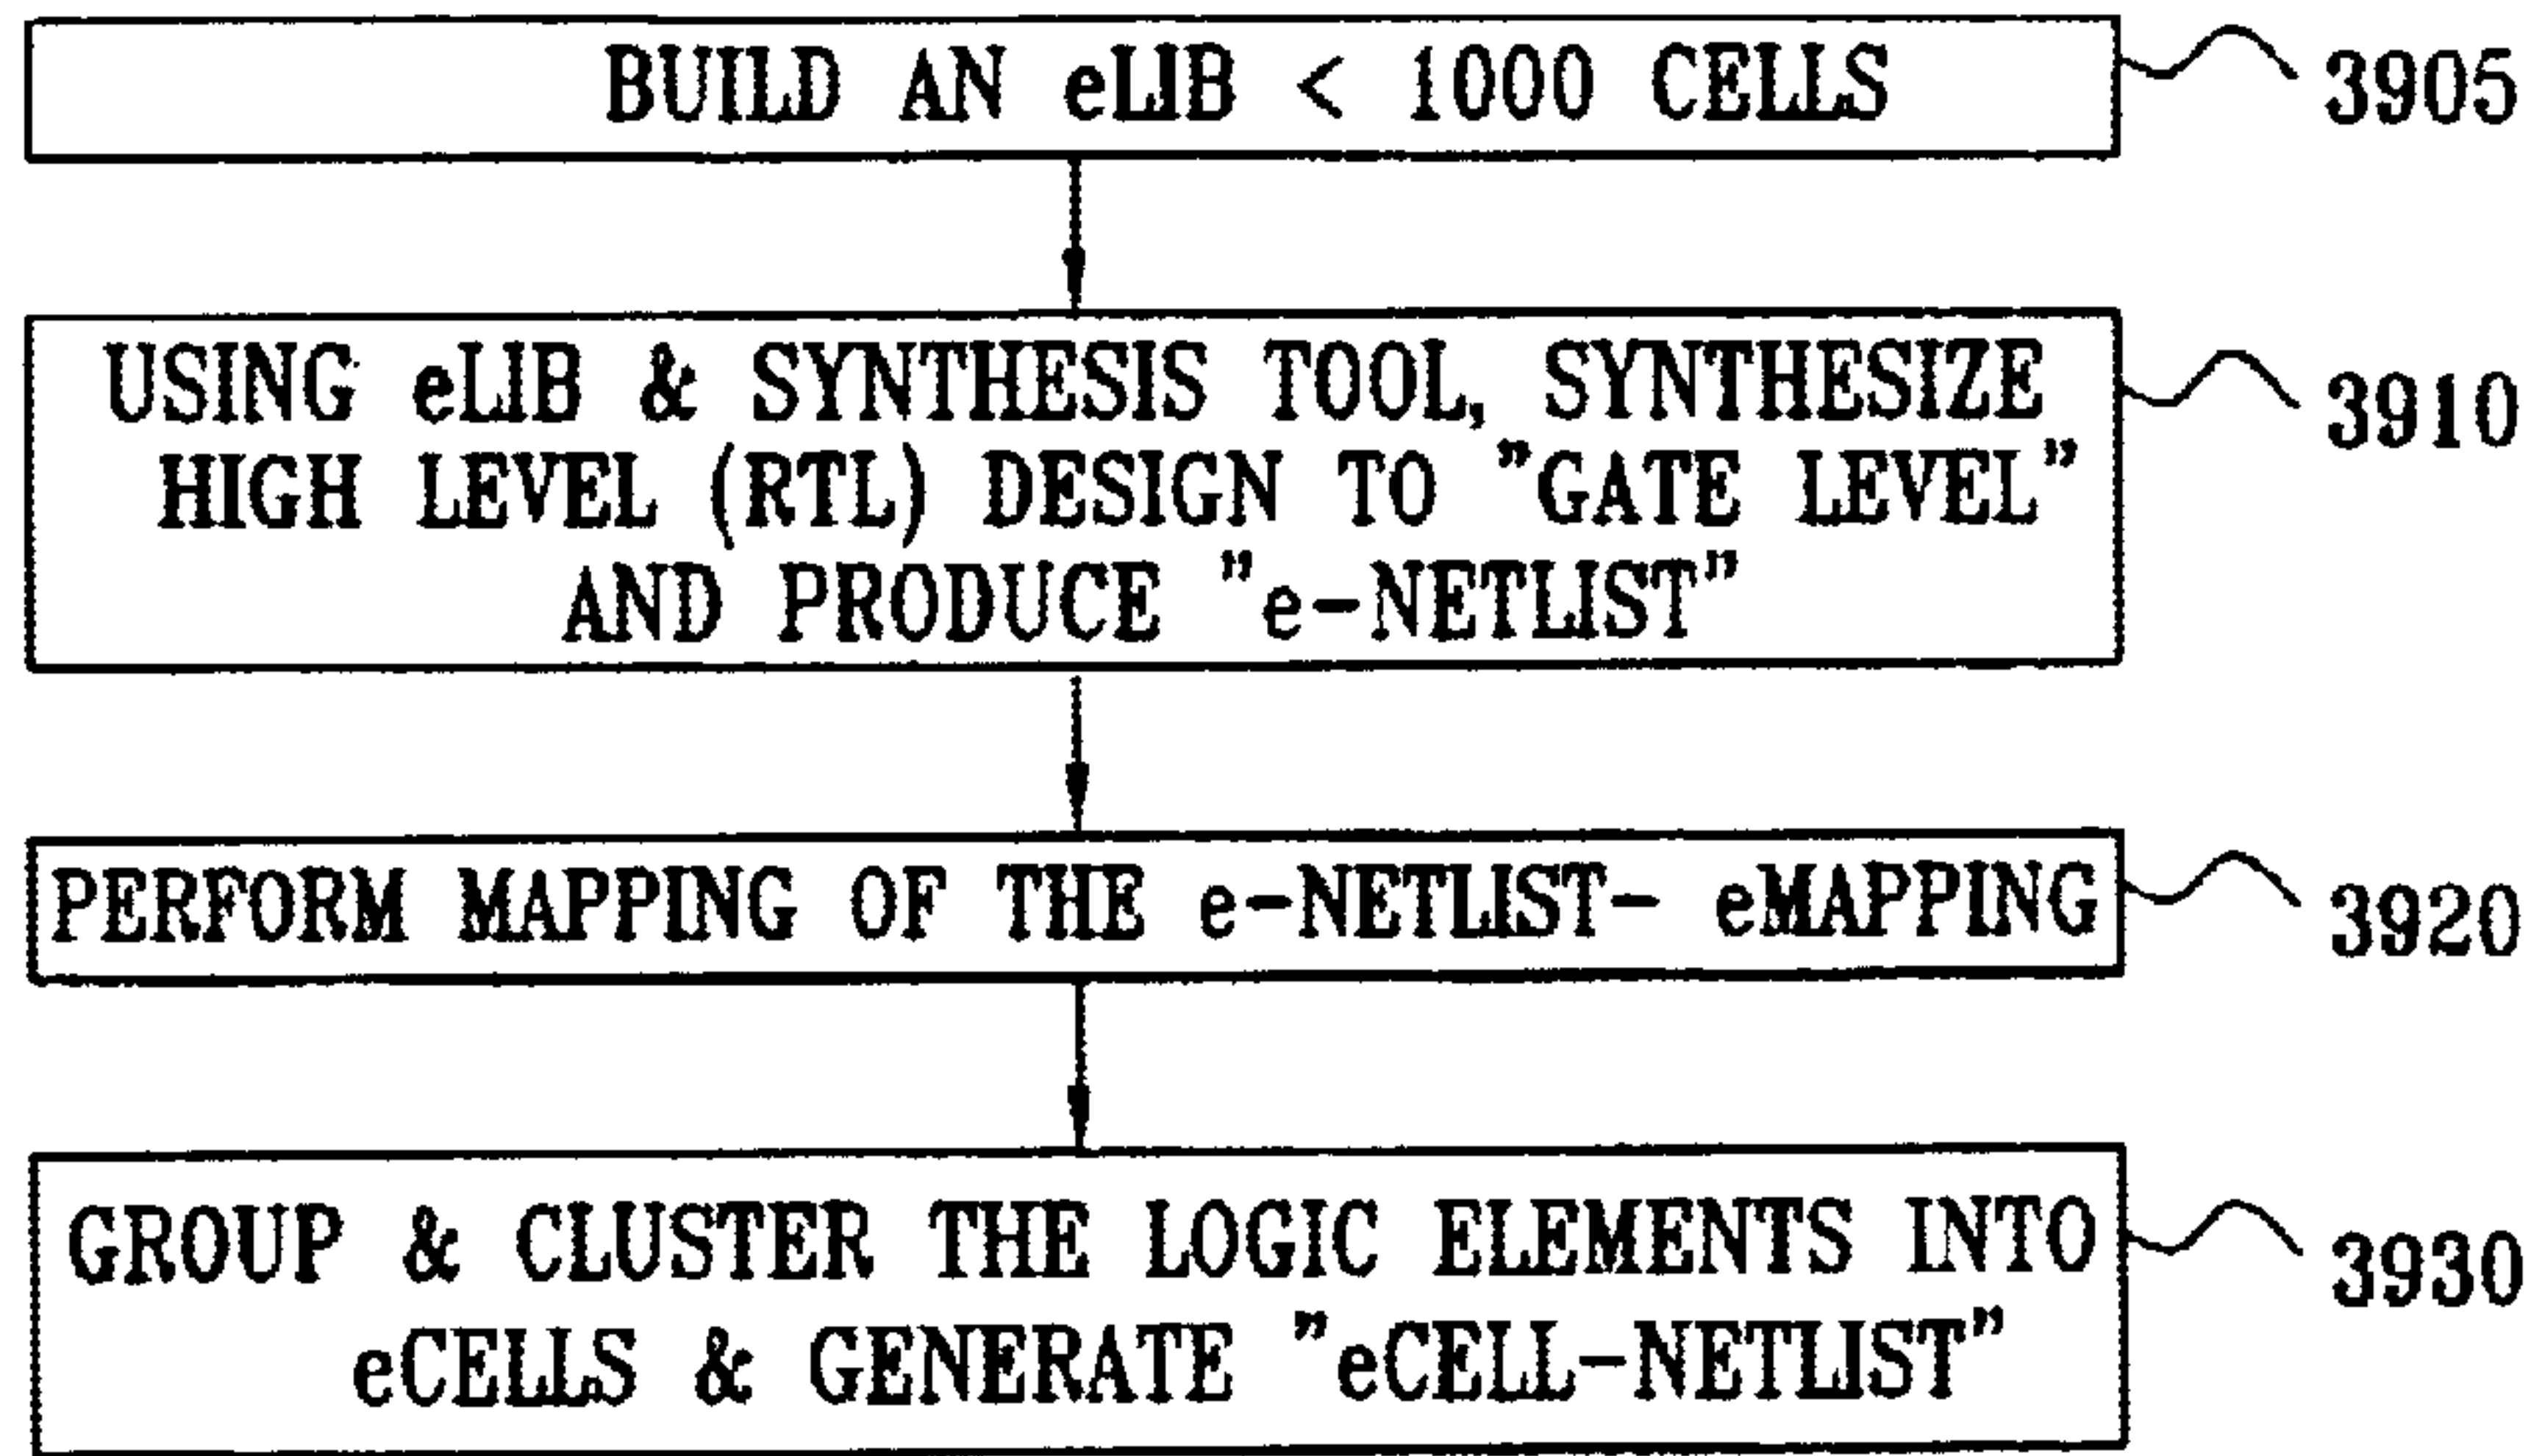 BUILD AN eLIB < 1000 CELLS
3905
USING eLIB & SYNTHESIS TOOL, SYNTHESIZE
HIGH LEVEL (RTL) DESIGN TO "GATE LEVEL"
AND PRODUCE "e-NETLIST"
3910
PERFORM MAPPING OF THE e-NETLIST- eMAPPING
3920
GROUP & CLUSTER THE LOGIC ELEMENTS INTO
eCELLS & GENERATE "eCELL-NETLIST"
3930